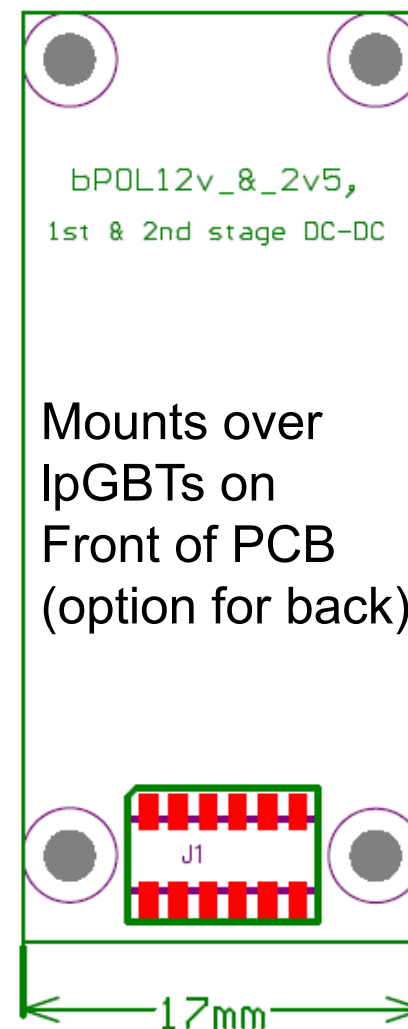 bPOL12v_&_2v5,
1st & 2nd stage DC-DC
Mounts over
lpGBTs on
Front of PCB
(option for back)
J1
17mm